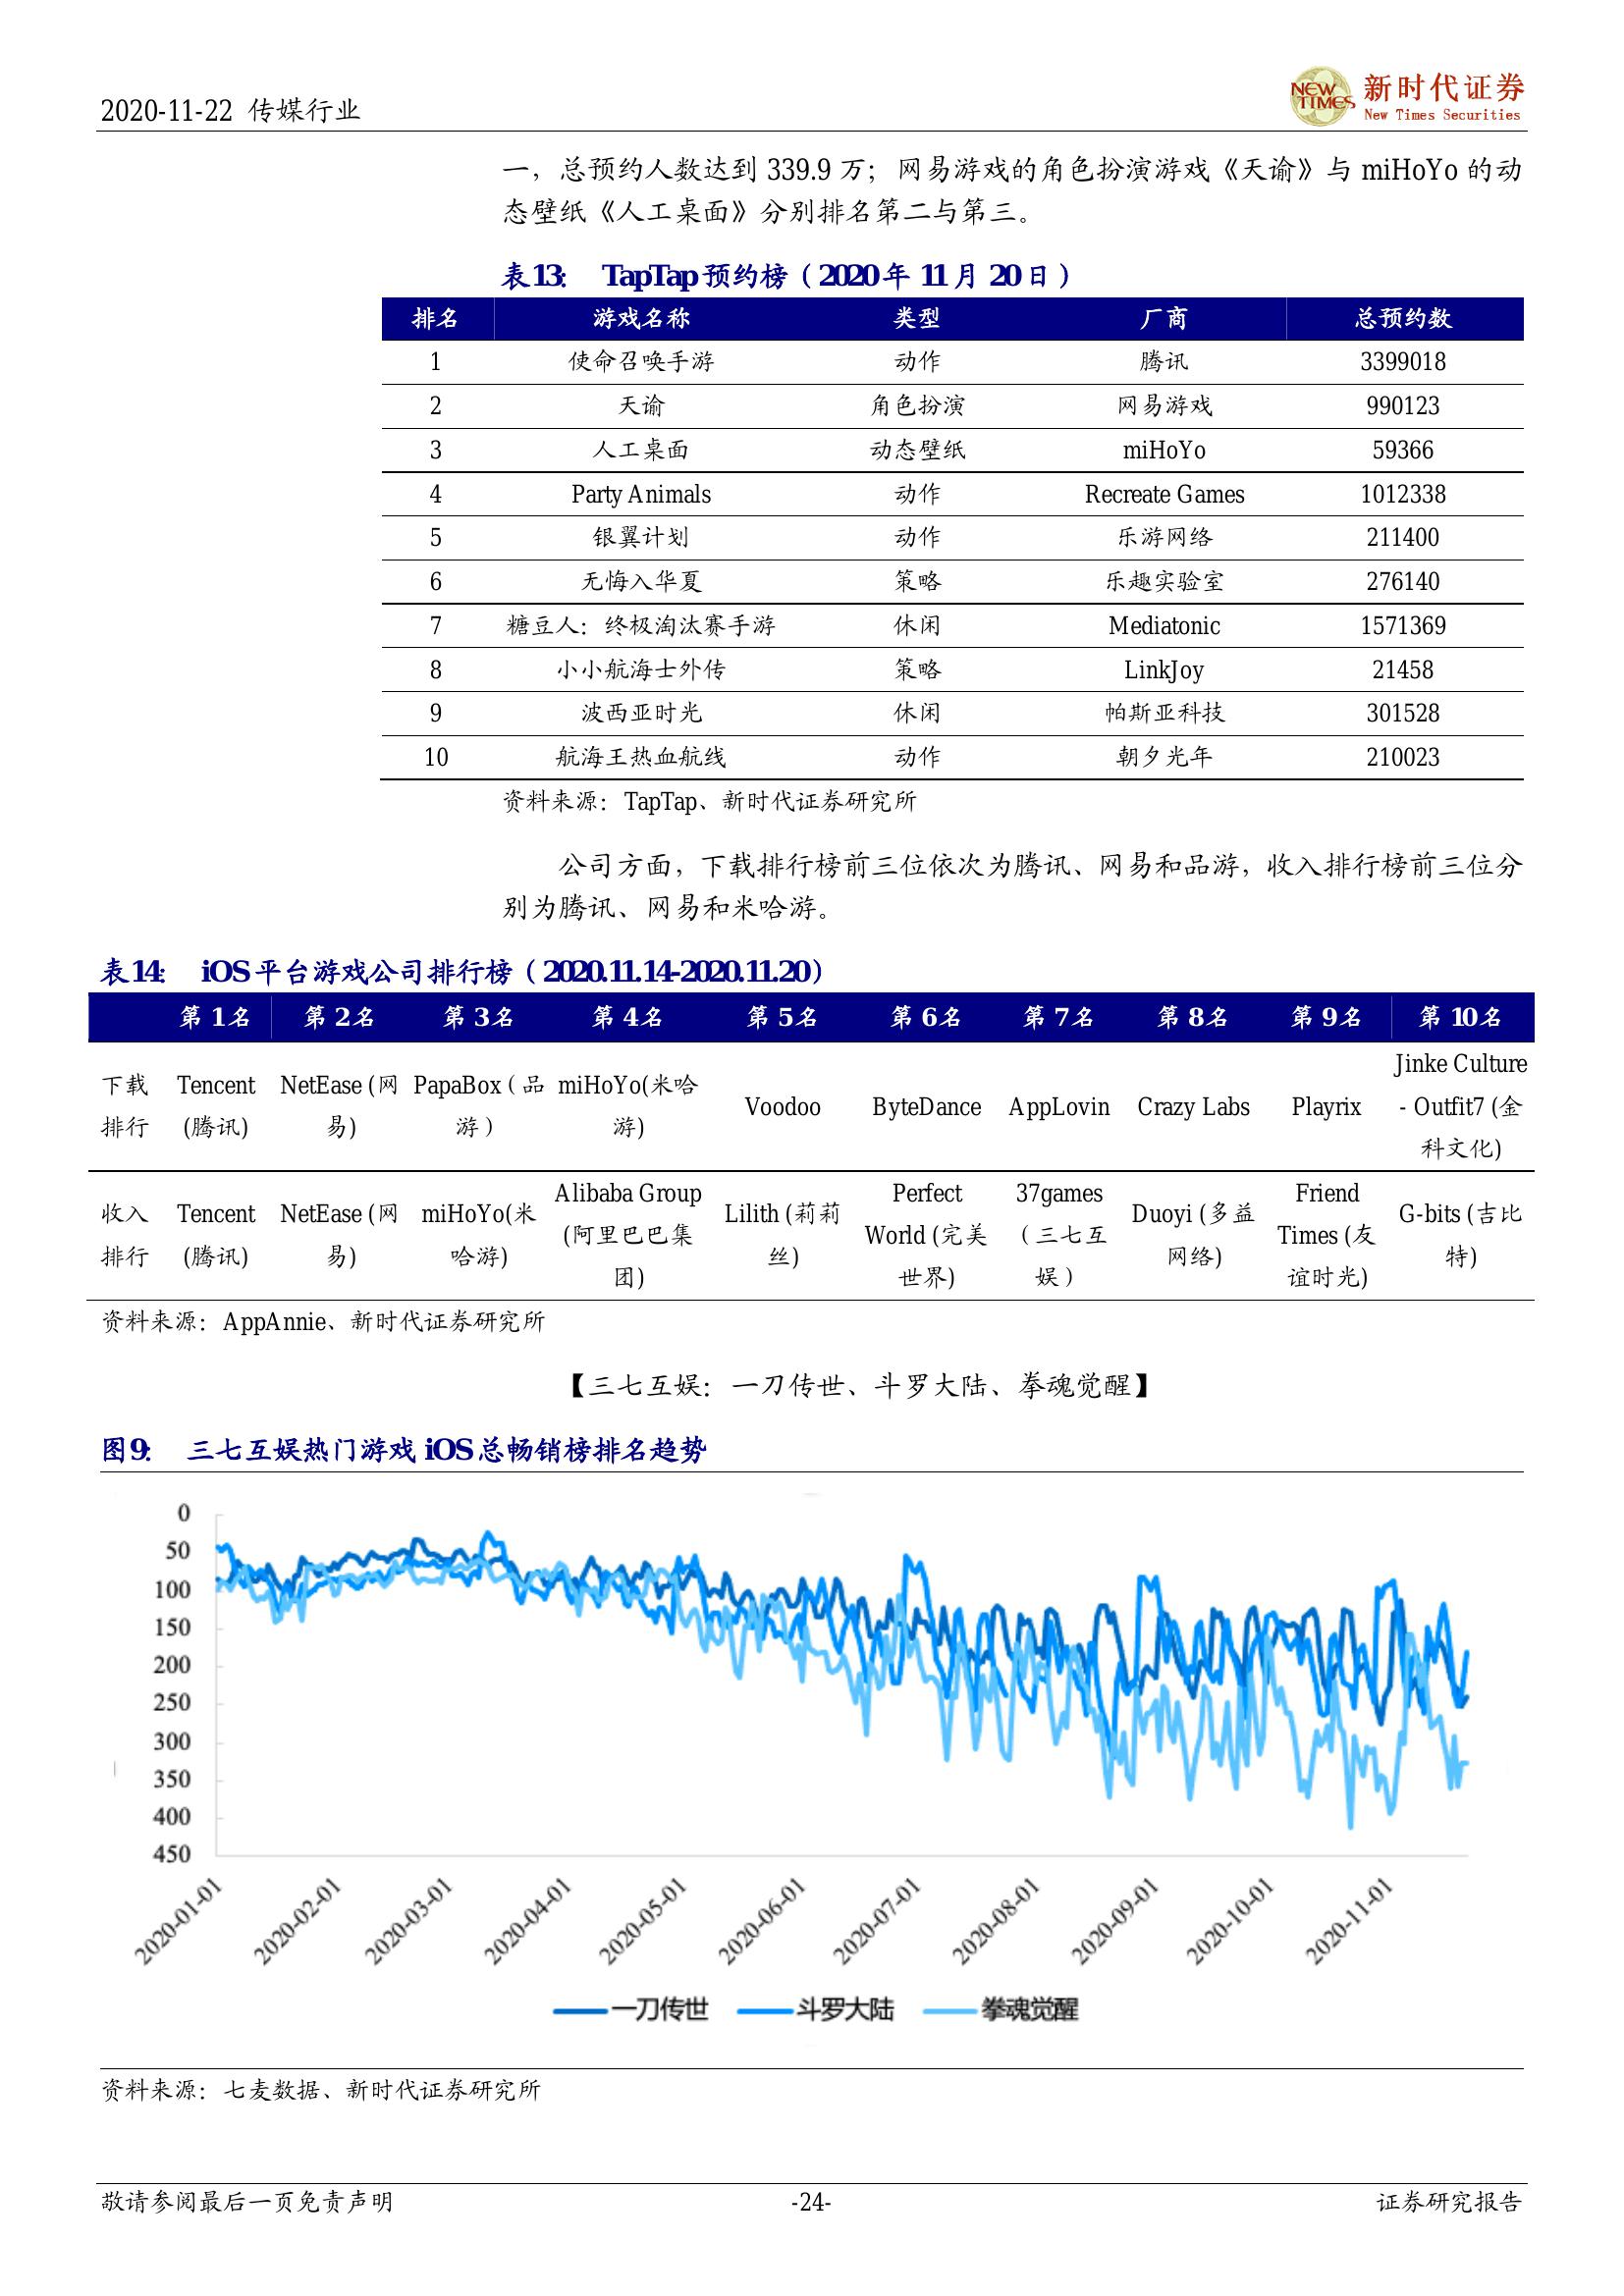 2020-11-22 传媒行业
NEW TIMES 新时代证券
New Times Securities
一，总预约人数达到 339.9 万；网易游戏的角色扮演游戏《天谕》与 miHoYo 的动
态壁纸《人工桌面》分别排名第二与第三。
表13： TapTap预约榜（2020年 11月 20日）
排名 游戏名称 类型 厂商 总预约数
1 使命召唤手游 动作 腾讯 3399018
2 天谕 角色扮演 网易游戏 990123
3 人工桌面 动态壁纸 miHoYo 59366
4 Party Animals 动作 Recreate Games 1012338
5 银翼计划 动作 乐游网络 211400
6 无悔入华夏 策略 乐趣实验室 276140
7 糖豆人：终极淘汰赛手游 休闲 Mediatonic 1571369
8 小小航海士外传 策略 LinkJoy 21458
9 波西亚时光 休闲 帕斯亚科技 301528
10 航海王热血航线 动作 朝夕光年 210023
资料来源：TapTap、新时代证券研究所
公司方面，下载排行榜前三位依次为腾讯、网易和品游，收入排行榜前三位分
别为腾讯、网易和米哈游。
表14： iOS平台游戏公司排行榜（2020.11.14-2020.11.20）
第 1名 第 2名 第 3名 第 4名 第 5名 第 6名 第 7名 第 8名 第 9名 第 10名
Jinke Culture
下载 Tencent NetEase (网 PapaBox（品 miHoYo(米哈
Voodoo ByteDance AppLovin Crazy Labs Playrix - Outfit7 (金
排行 (腾讯) 易) 游） 游)
科文化)
Alibaba Group Perfect 37games Friend
收入 Tencent NetEase (网 miHoYo(米 Lilith (莉莉 Duoyi (多益 G-bits (吉比
(阿里巴巴集 World (完美 （三七互 Times (友
排行 (腾讯) 易) 哈游) 丝) 网络) 特)
团) 世界) 娱） 谊时光)
资料来源：AppAnnie、新时代证券研究所
【三七互娱：一刀传世、斗罗大陆、拳魂觉醒】
图9： 三七互娱热门游戏 iOS总畅销榜排名趋势
0
50
100
150
200
250
300
350
400
450
2020-01-01 2020-02-01 2020-03-01 2020-04-01 2020-05-01 2020-06-01 2020-07-01 2020-08-01 2020-09-01 2020-10-01 2020-11-01
一刀传世 斗罗大陆 拳魂觉醒
资料来源：七麦数据、新时代证券研究所
敬请参阅最后一页免责声明 -24- 证券研究报告